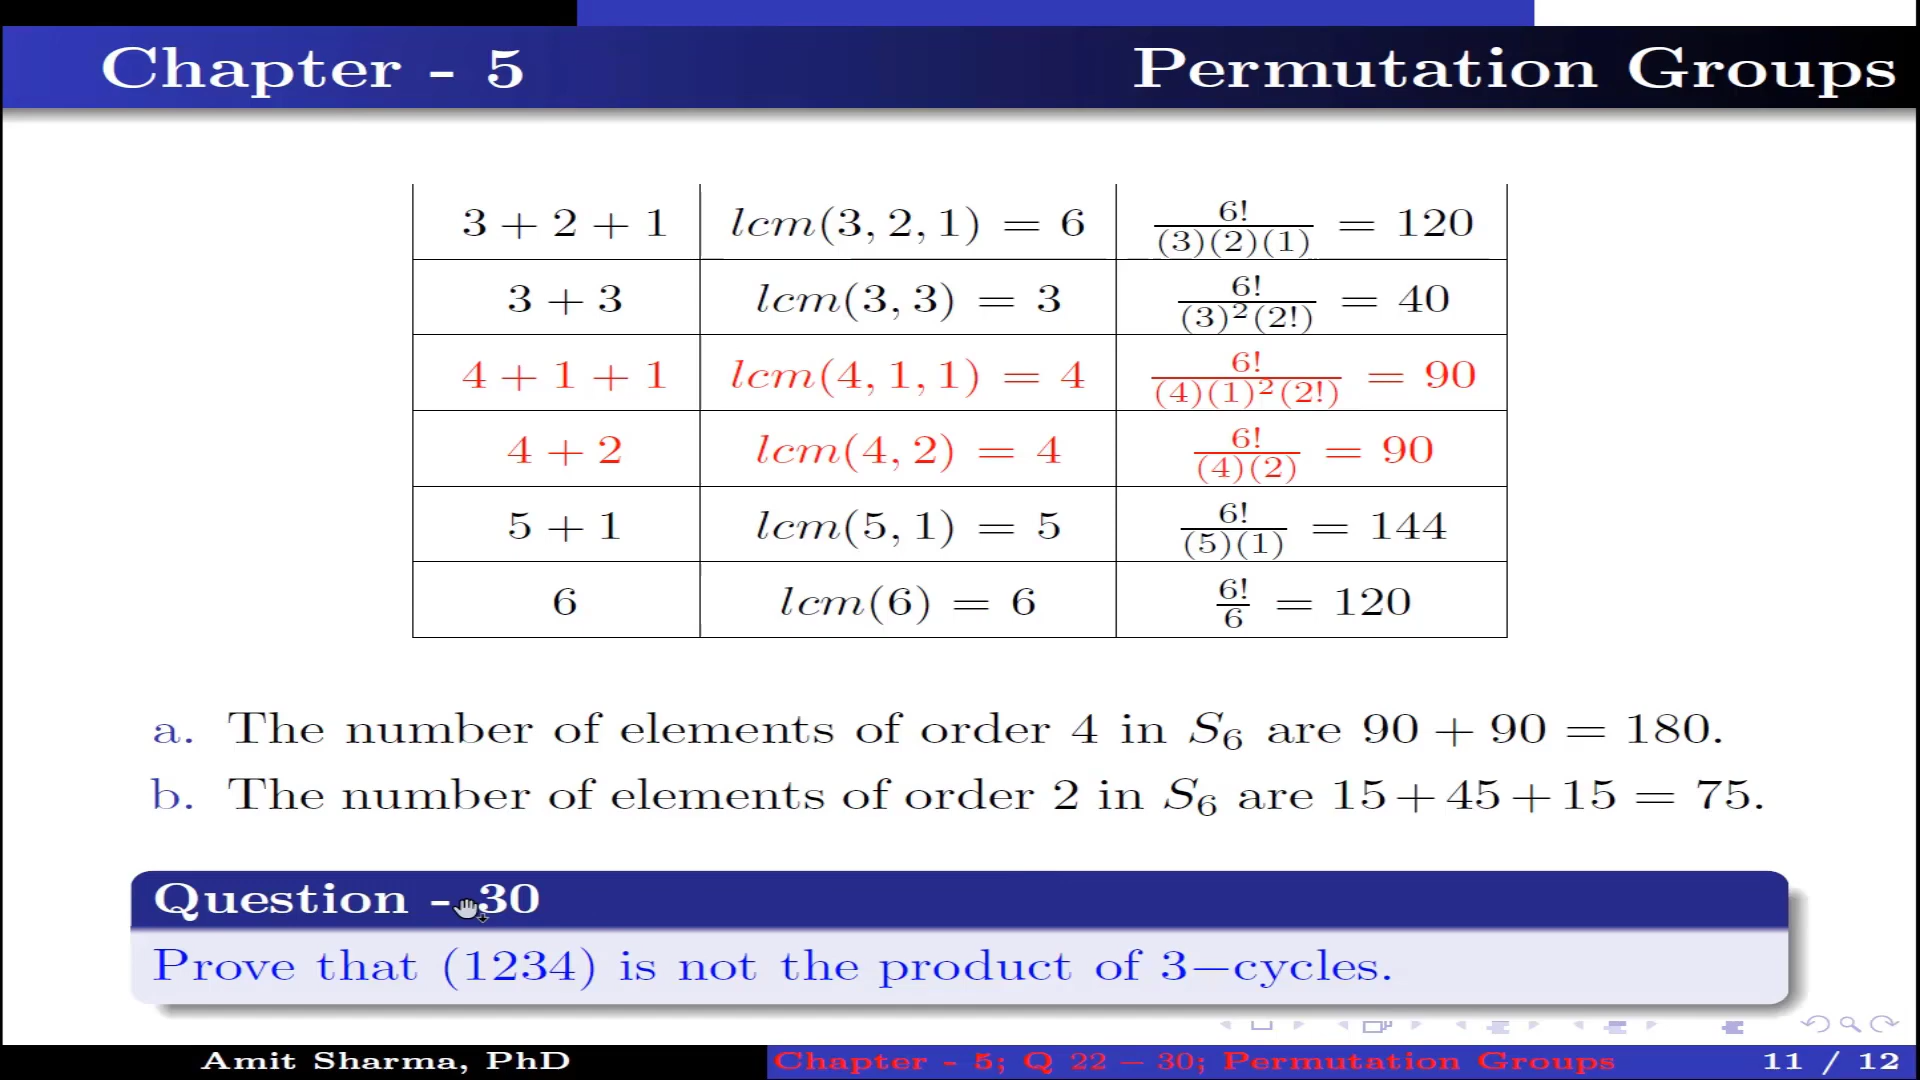 Chapter - 5 Permutation Groups
3 + 2 + 1 lcm(3, 2, 1) = 6 6!/(3)(2)(1) = 120
3 + 3 lcm(3, 3) = 3 6!/(3)²(2!) = 40
4 + 1 + 1 lcm(4, 1, 1) = 4 6!/(4)(1)²(2!) = 90
4 + 2 lcm(4, 2) = 4 6!/(4)(2) = 90
5 + 1 lcm(5, 1) = 5 6!/(5)(1) = 144
6 lcm(6) = 6 6!/6 = 120
a. The number of elements of order 4 in S₆ are 90 + 90 = 180.
b. The number of elements of order 2 in S₆ are 15 + 45 + 15 = 75.
Question - 30
Prove that (1234) is not the product of 3−cycles.
Amit Sharma, PhD Chapter - 5; Q 22 − 30; Permutation Groups 11 / 12